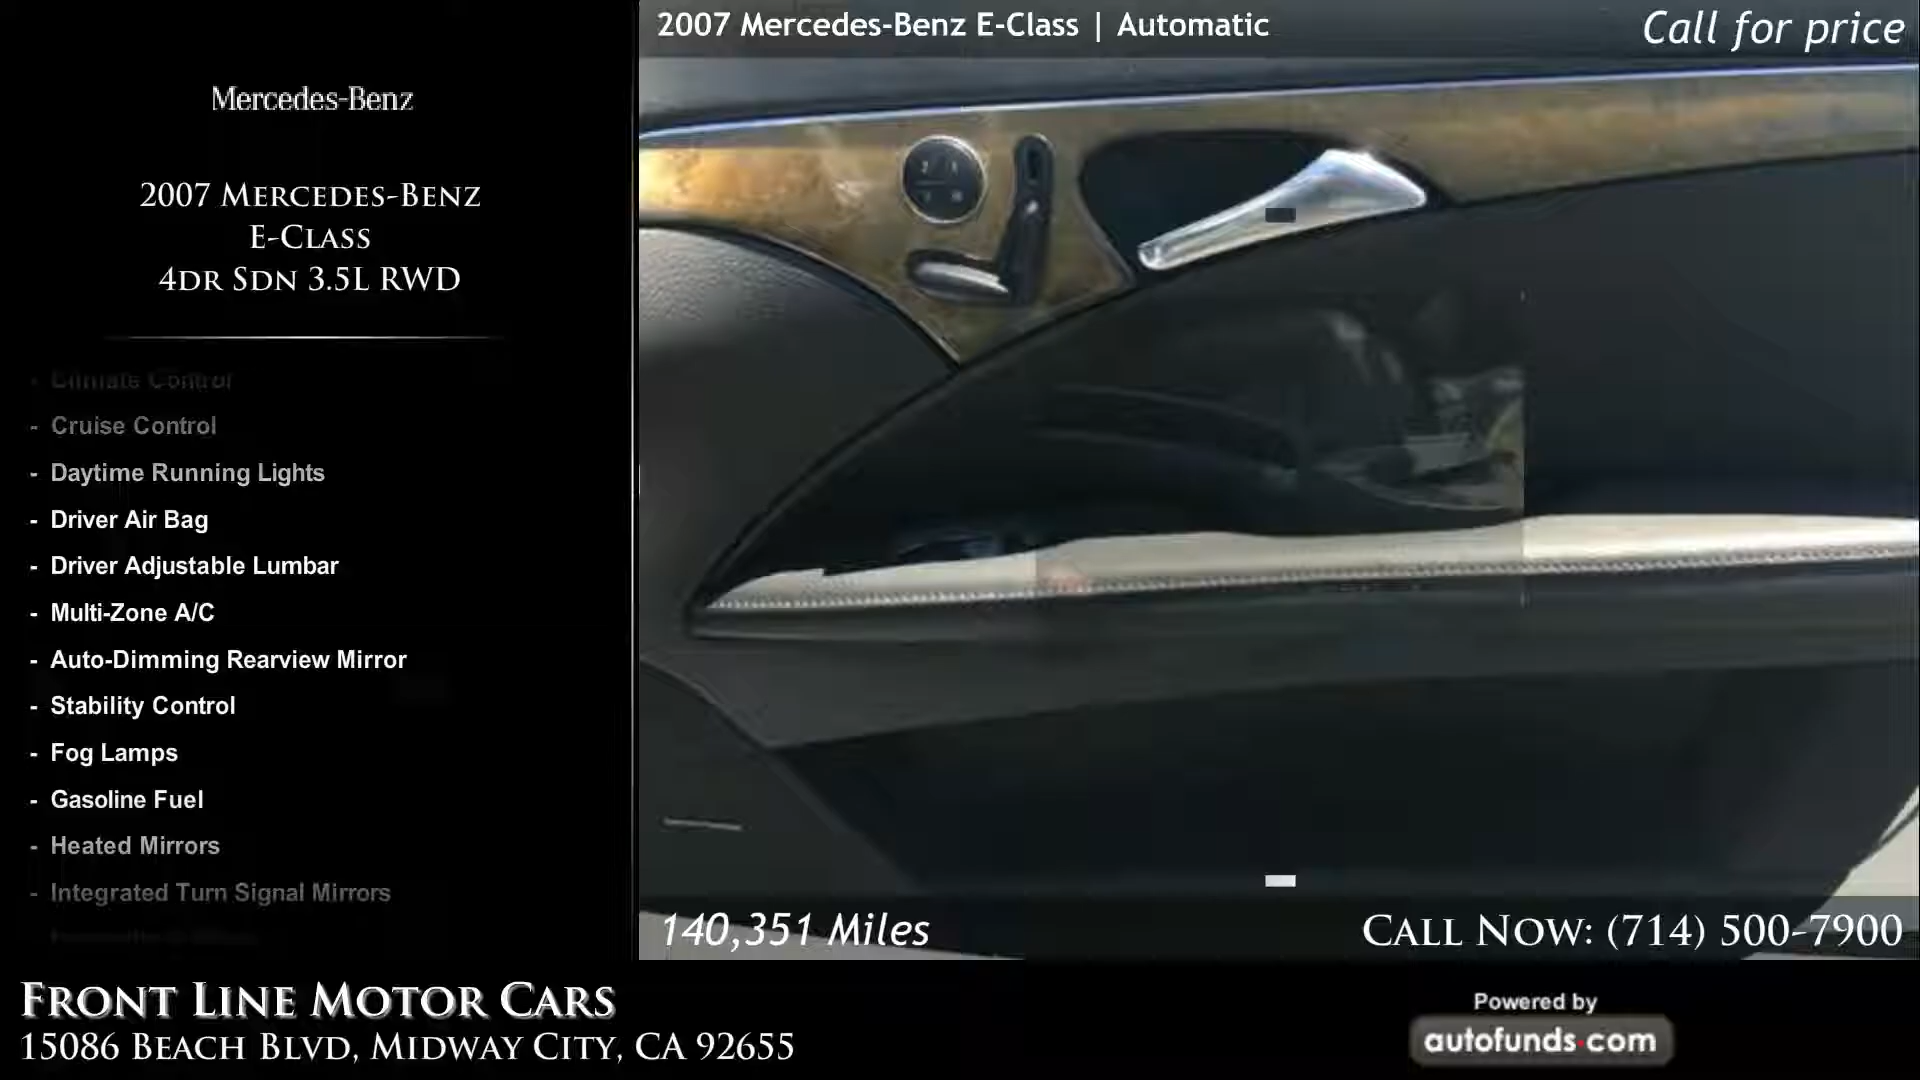 2007 Mercedes-Benz E-Class | Automatic
Call for price
Mercedes-Benz
2007 Mercedes-Benz
E-Class
4dr Sdn 3.5L RWD
- Climate Control
- Cruise Control
- Daytime Running Lights
- Driver Air Bag
- Driver Adjustable Lumbar
- Multi-Zone A/C
- Auto-Dimming Rearview Mirror
- Stability Control
- Fog Lamps
- Gasoline Fuel
- Heated Mirrors
- Integrated Turn Signal Mirrors
140,351 Miles
Call Now: (714) 500-7900
Front Line Motor Cars
15086 Beach Blvd, Midway City, CA 92655
Powered by
autofunds.com